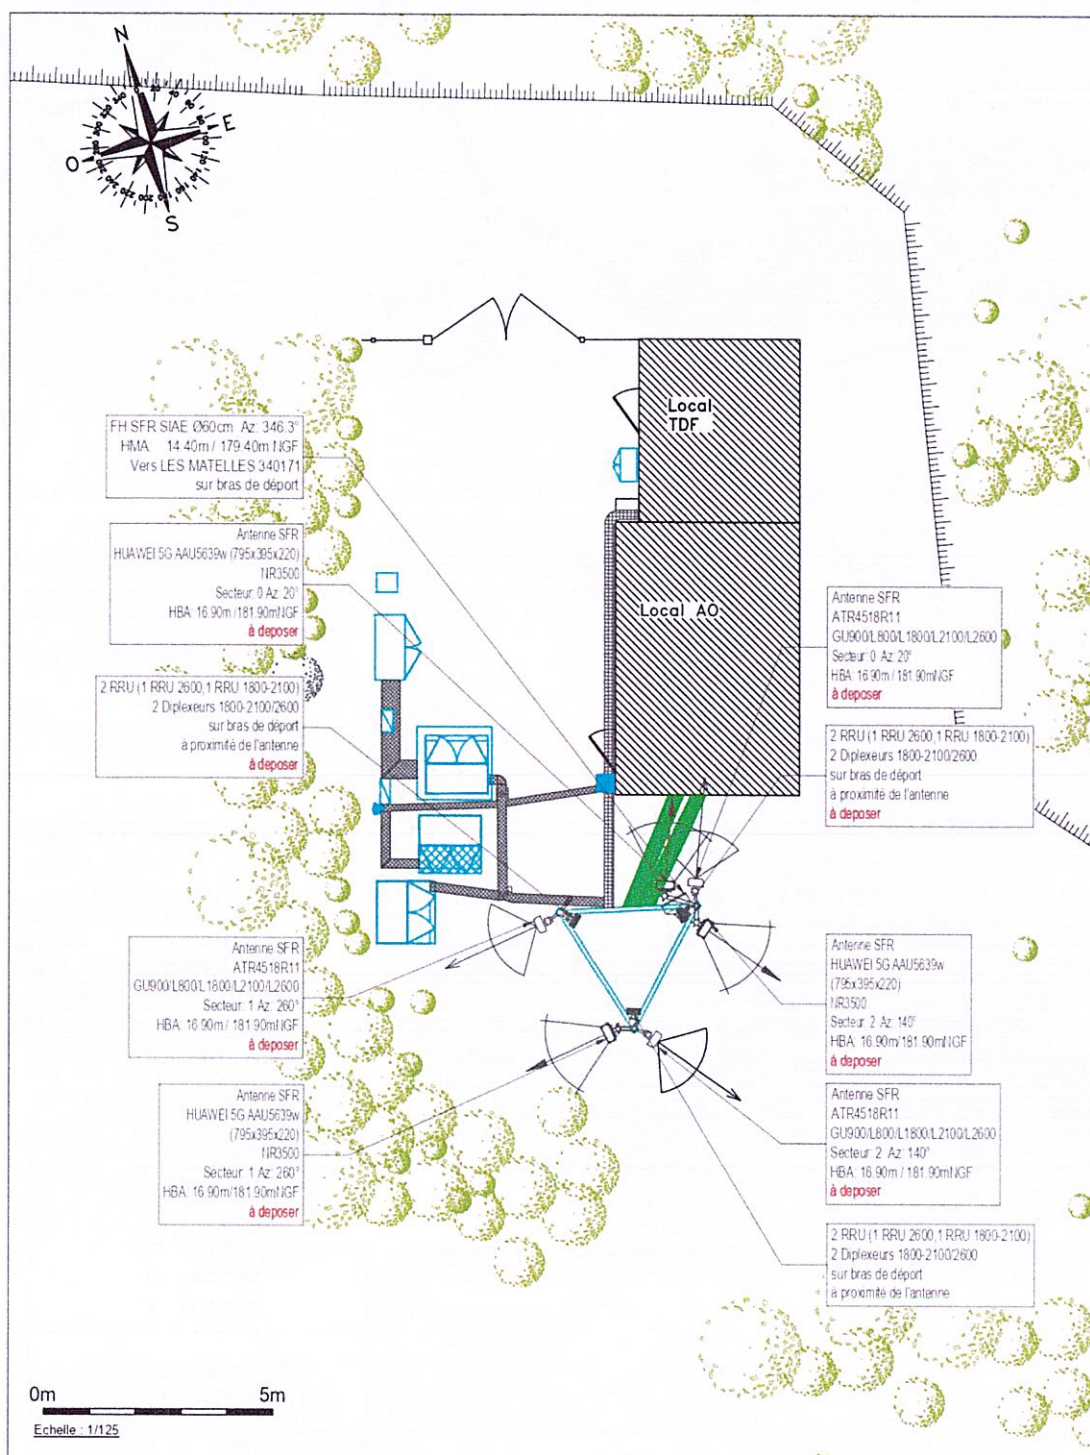 N
E
S
O
FH SFR SIAE Ø60cm Az: 346.3°
HMA: 14.40m / 179.40m NGF
Vers LES MATELLES 340171
sur bras de déport
Antenne SFR
HUAWEI 5G AAU5639w (795x395x220)
NR3500
Secteur: 0 Az: 20°
HBA: 16.90m /181.90mNGF
à deposer
2 RRU (1 RRU 2600,1 RRU 1800-2100)
2 Diplexeurs 1800-2100/2600
sur bras de déport
à proximité de l'antenne
à deposer
Antenne SFR
ATR4518R11
GU900/L800/L1800/L2100/L2600
Secteur: 1 Az: 260°
HBA: 16.90m / 181.90mNGF
à deposer
Antenne SFR
HUAWEI 5G AAU5639w
(795x395x220)
NR3500
Secteur: 1 Az: 260°
HBA: 16.90m/181.90mNGF
à deposer
Local
TDF
Local AO
Antenne SFR
ATR4518R11
GU900/L800/L1800/L2100/L2600
Secteur: 0 Az: 20°
HBA: 16.90m / 181.90mNGF
à deposer
2 RRU (1 RRU 2600,1 RRU 1800-2100)
2 Diplexeurs 1800-2100/2600
sur bras de déport
à proximité de l'antenne
à deposer
Antenne SFR
HUAWEI 5G AAU5639w
(795x395x220)
NR3500
Secteur: 2 Az: 140°
HBA: 16.90m/181.90mNGF
à deposer
Antenne SFR
ATR4518R11
GU900/L800/L1800/L2100/L2600
Secteur: 2 Az: 140°
HBA: 16.90m / 181.90mNGF
à deposer
2 RRU (1 RRU 2600,1 RRU 1800-2100)
2 Diplexeurs 1800-2100/2600
sur bras de déport
à proximité de l'antenne
0m 5m
Echelle : 1/125